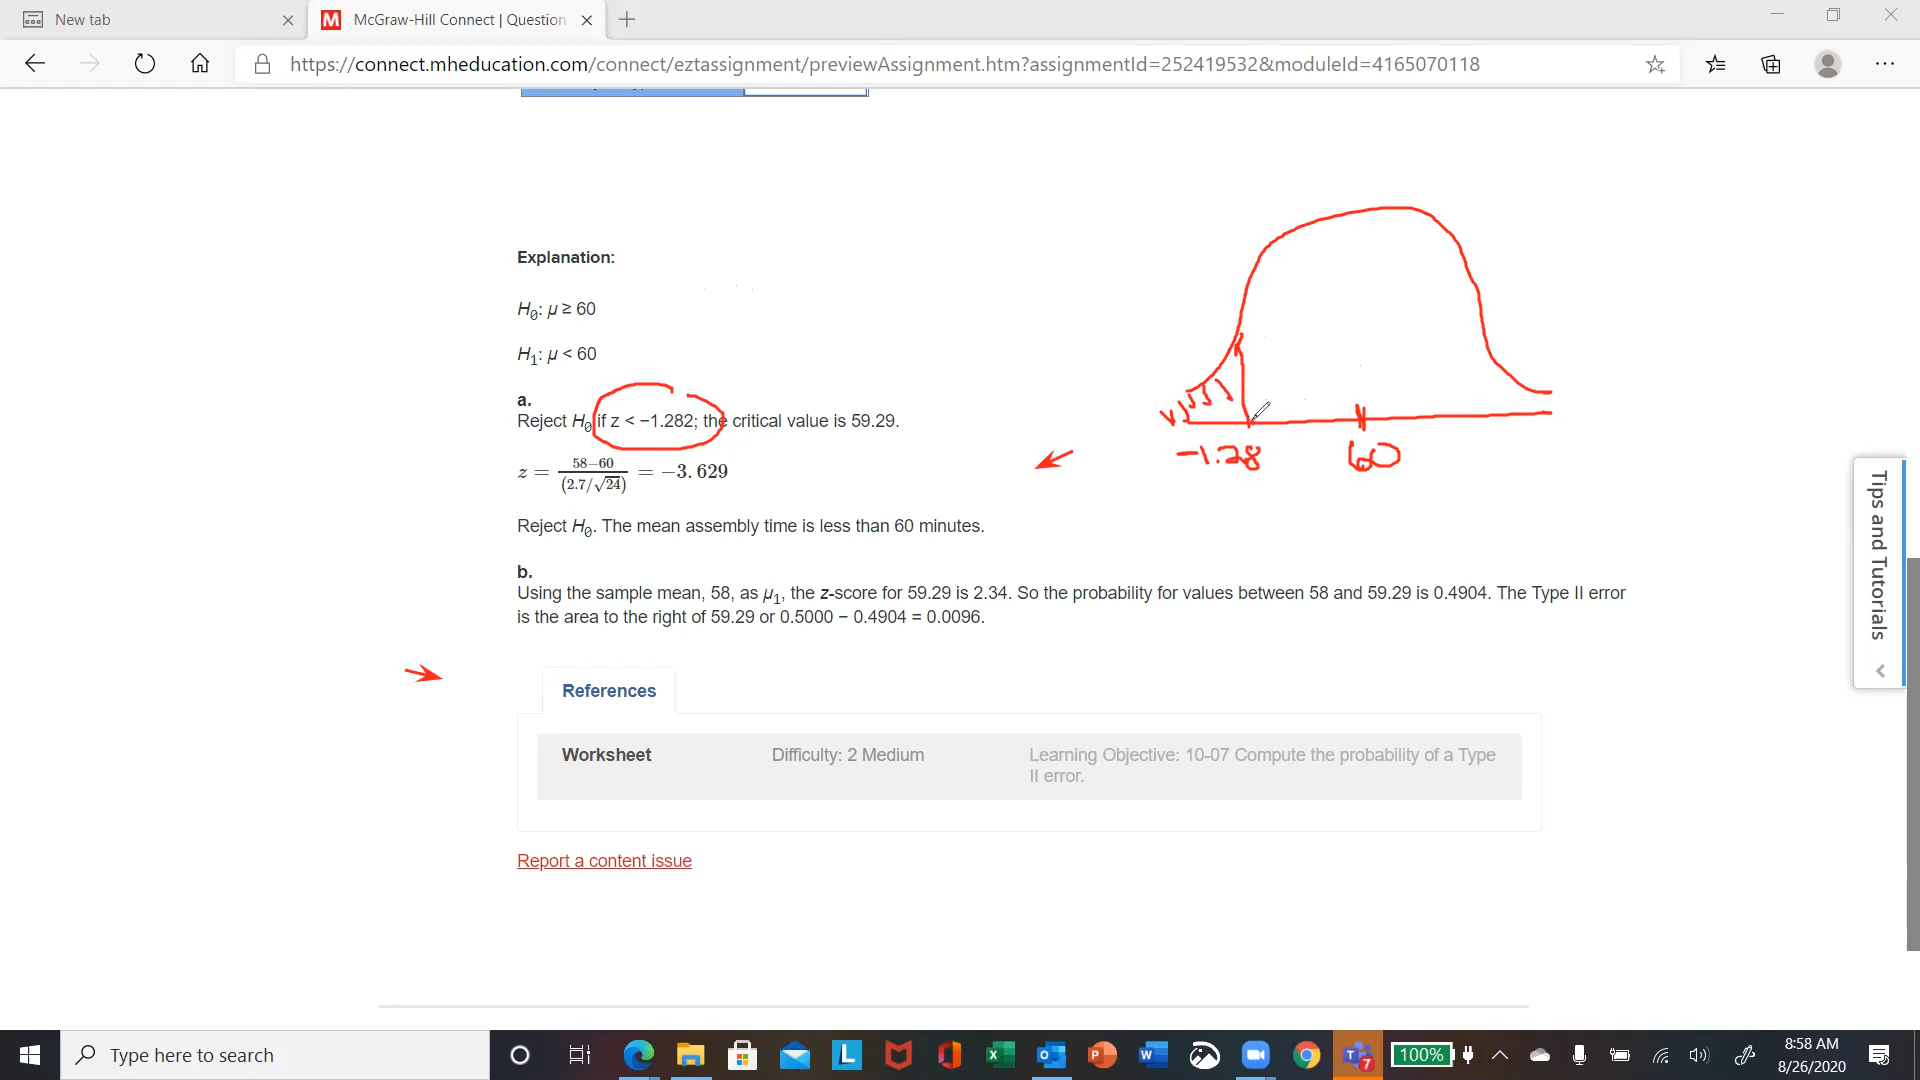 New tab
M McGraw-Hill Connect | Question
https://connect.mheducation.com/connect/eztassignment/previewAssignment.htm?assignmentId=252419532&moduleId=4165070118
Explanation:
H0: μ ≥ 60
H1: μ < 60
a.
Reject H0 if z < −1.282; the critical value is 59.29.
z = 58−60 / (2.7/√24) = −3.629
−1.28 60
Reject H0. The mean assembly time is less than 60 minutes.
b.
Using the sample mean, 58, as μ1, the z-score for 59.29 is 2.34. So the probability for values between 58 and 59.29 is 0.4904. The Type II error
is the area to the right of 59.29 or 0.5000 − 0.4904 = 0.0096.
Tips and Tutorials
References
Worksheet Difficulty: 2 Medium Learning Objective: 10-07 Compute the probability of a Type
II error.
Report a content issue
Type here to search
L
X
O
P
W
T
7
100%
8:58 AM
8/26/2020